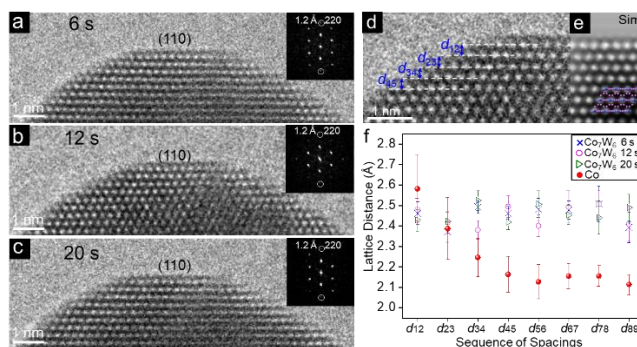 a
6 s
(110)
1.2 Å 220
1 nm
b
12 s
(110)
1.2 Å 220
1 nm
c
20 s
(110)
1.2 Å 220
1 nm
d
d12
d23
d34
d45
1 nm
e
Sim
f
Co7W6 6 s
Co7W6 12 s
Co7W6 20 s
Co
Lattice Distance (Å)
2.8
2.7
2.6
2.5
2.4
2.3
2.2
2.1
2.0
d12 d23 d34 d45 d56 d67 d78 d89
Sequence of Spacings